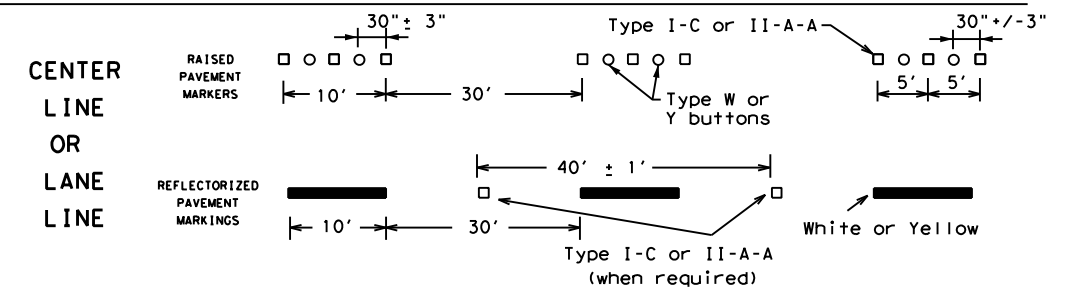 30"± 3"
Type I-C or II-A-A
30"+/-3"
CENTER
LINE
OR
LANE
LINE
RAISED
PAVEMENT
MARKERS
10'
30'
Type W or
Y buttons
5'
5'
40' ± 1'
REFLECTORIZED
PAVEMENT
MARKINGS
10'
30'
Type I-C or II-A-A
(when required)
White or Yellow